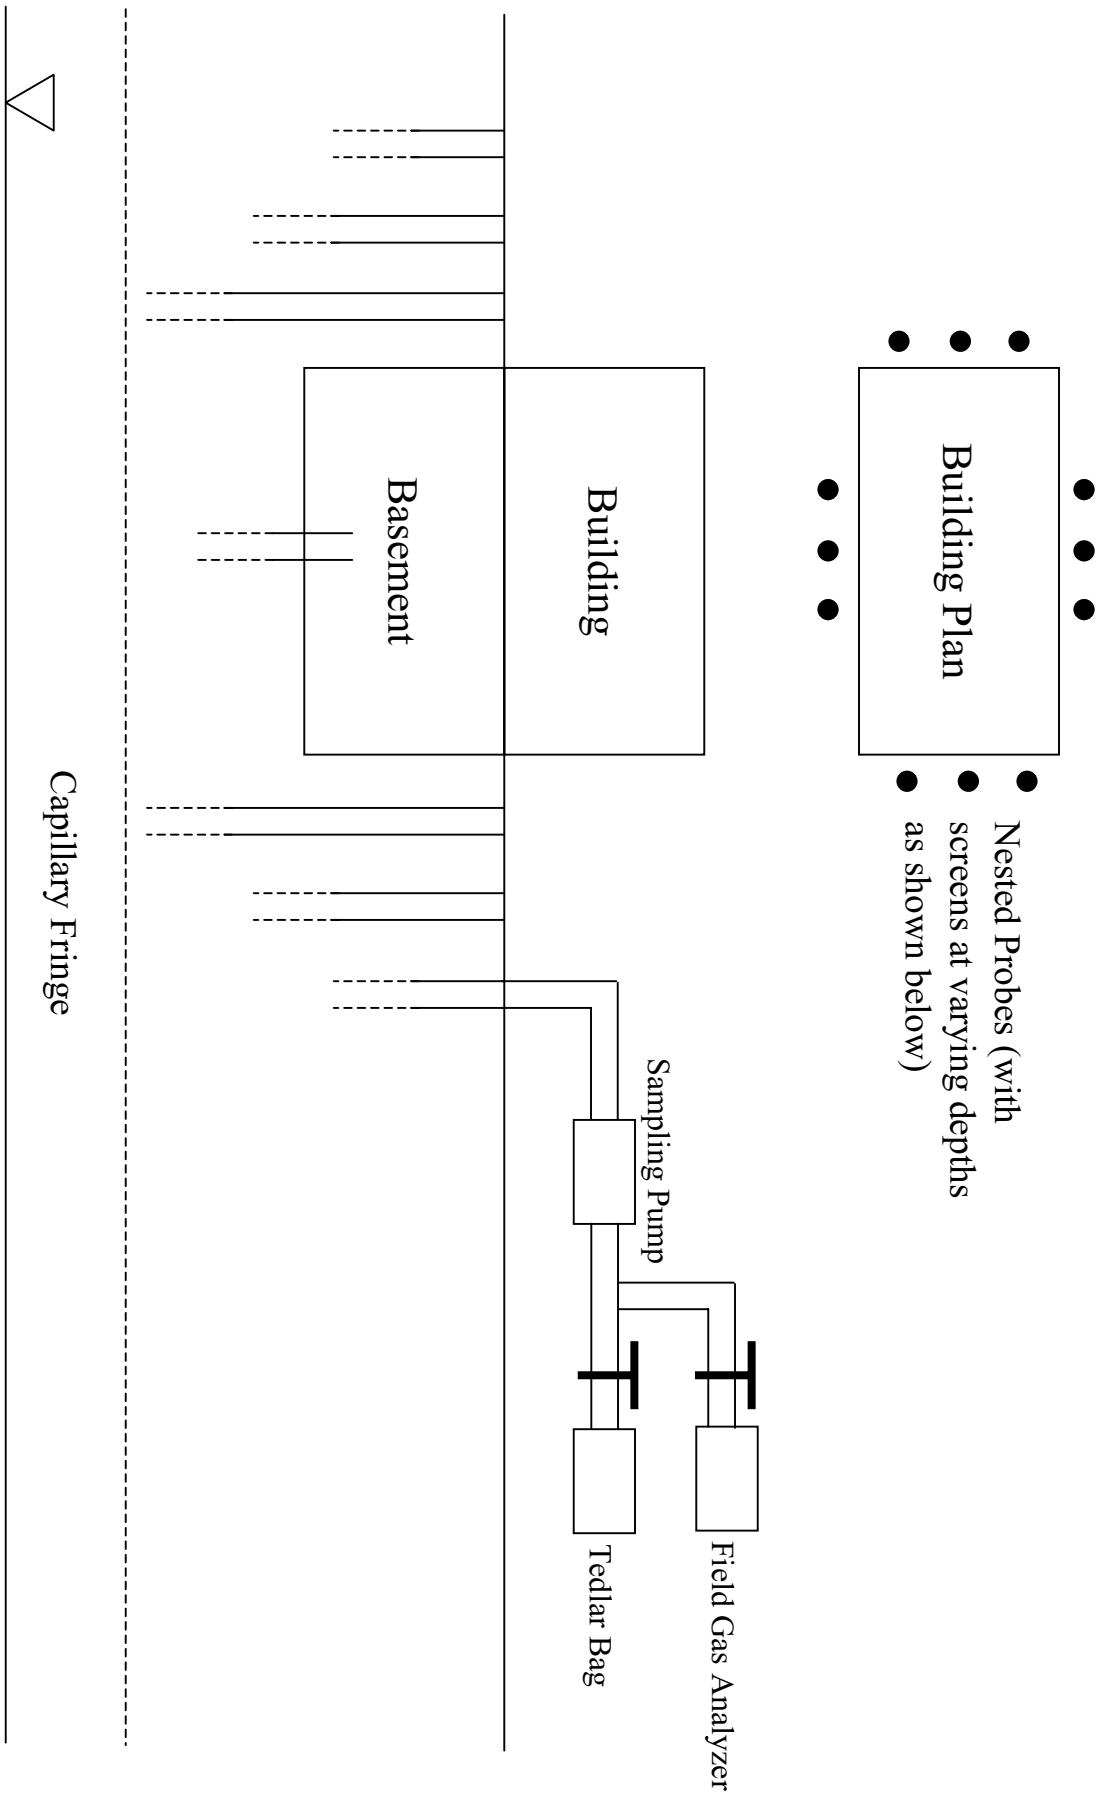 Building Plan
Nested Probes (with
screens at varying depths
as shown below)
Field Gas Analyzer
Sampling Pump
Tedlar Bag
Building
Basement
Capillary Fringe